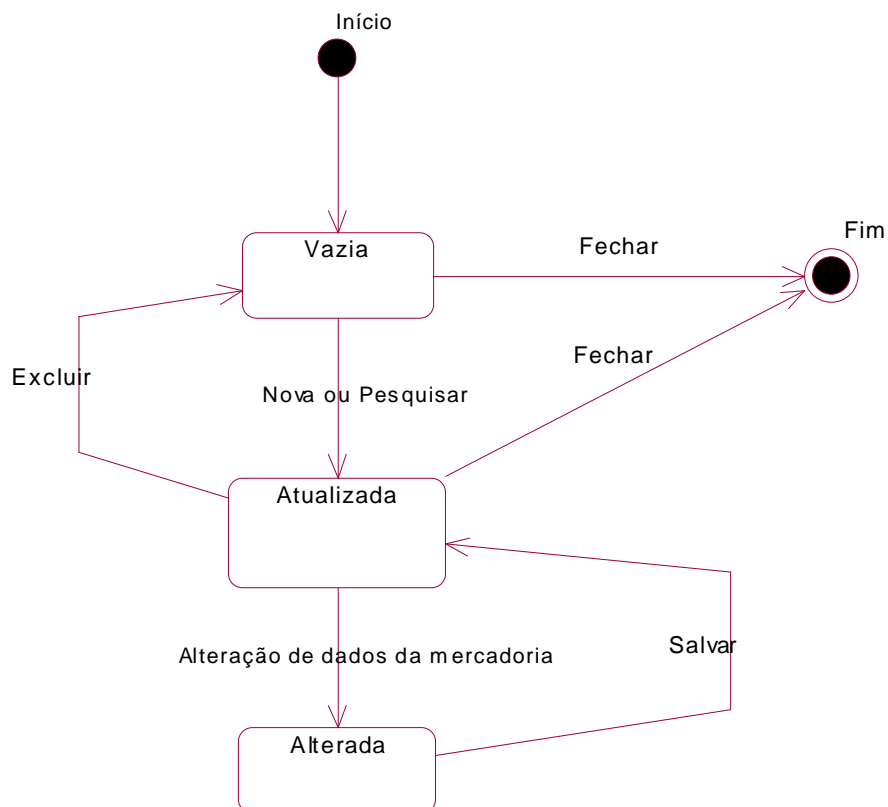 Início
Vazia
Fechar
Fim
Excluir
Nova ou Pesquisar
Fechar
Atualizada
Alteração de dados da mercadoria
Salvar
Alterada